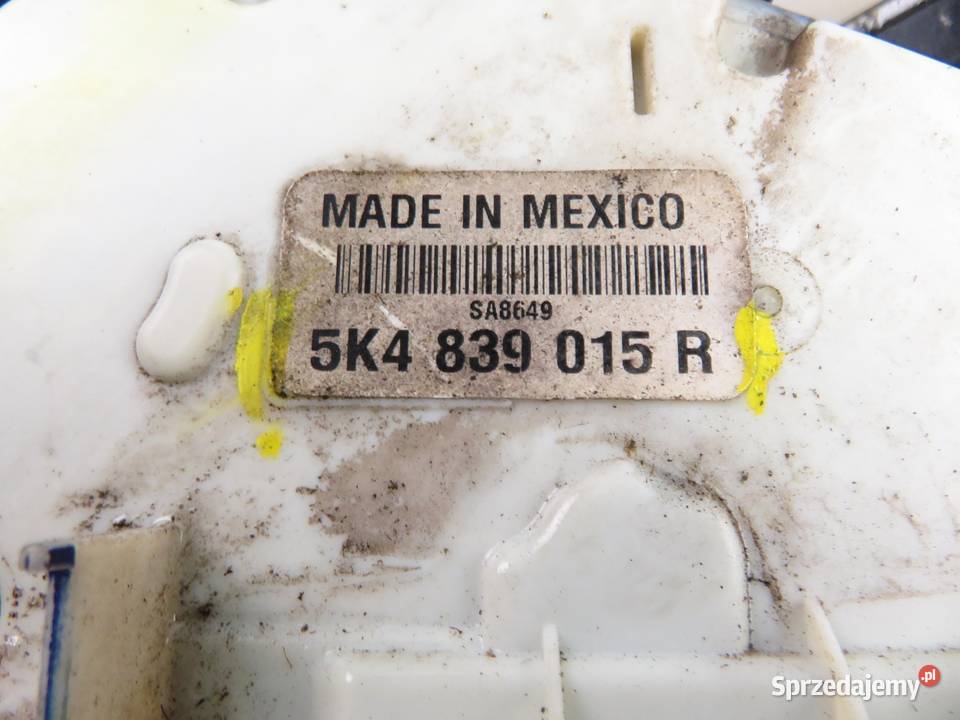 MADE IN MEXICO
SA8649
5K4 839 015 R
Sprzedajemy.pl